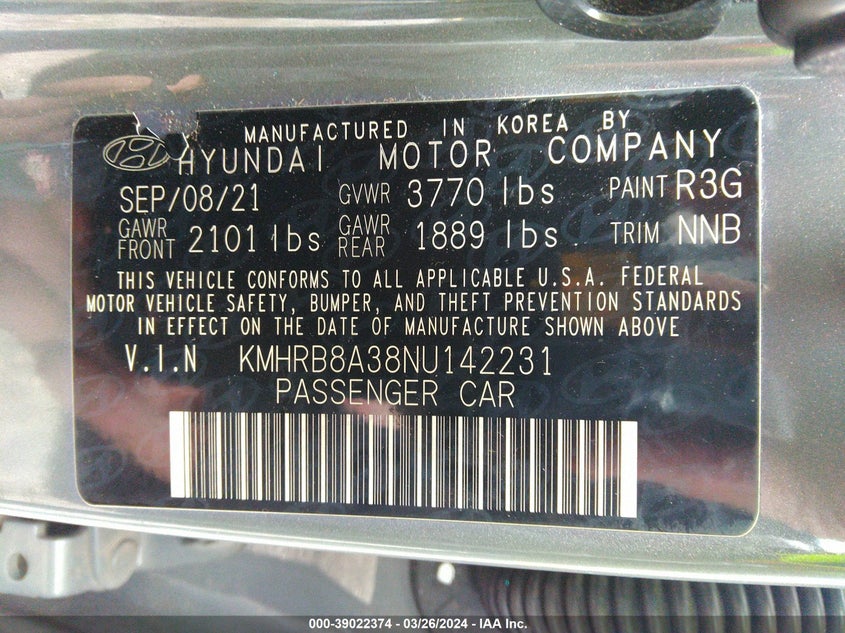 MANUFACTURED IN KOREA BY
HYUNDAI MOTOR COMPANY
SEP/08/21 GVWR 3770 lbs PAINT R3G
GAWR FRONT 2101 lbs GAWR REAR 1889 lbs TRIM NNB
THIS VEHICLE CONFORMS TO ALL APPLICABLE U.S.A. FEDERAL
MOTOR VEHICLE SAFETY, BUMPER, AND THEFT PREVENTION STANDARDS
IN EFFECT ON THE DATE OF MANUFACTURE SHOWN ABOVE
V.I.N KMHRB8A38NU142231
PASSENGER CAR
000-39022374 - 03/26/2024 - IAA Inc.